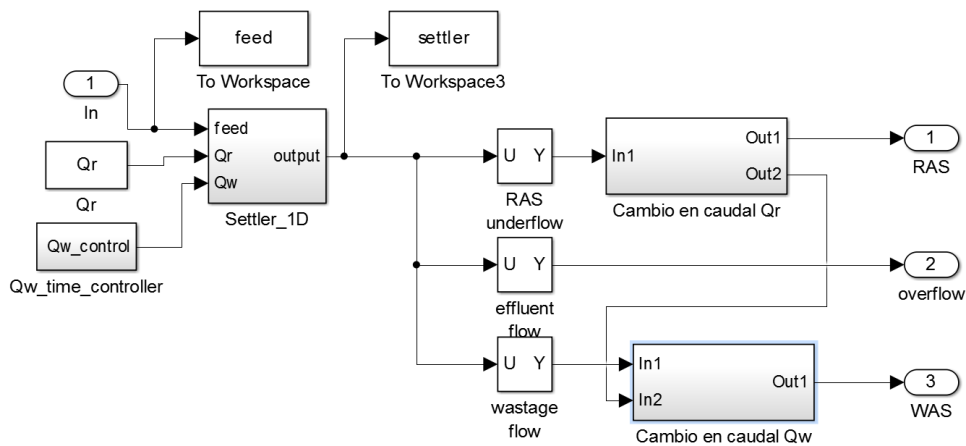 feed
To Workspace
settler
To Workspace3
1
In
feed
Qr
Qw
output
Settler_1D
Qr
Qr
Qw_control
Qw_time_controller
U Y
RAS
underflow
In1
Out1
Out2
Cambio en caudal Qr
1
RAS
U Y
effluent
flow
2
overflow
U Y
wastage
flow
In1
In2
Out1
Cambio en caudal Qw
3
WAS